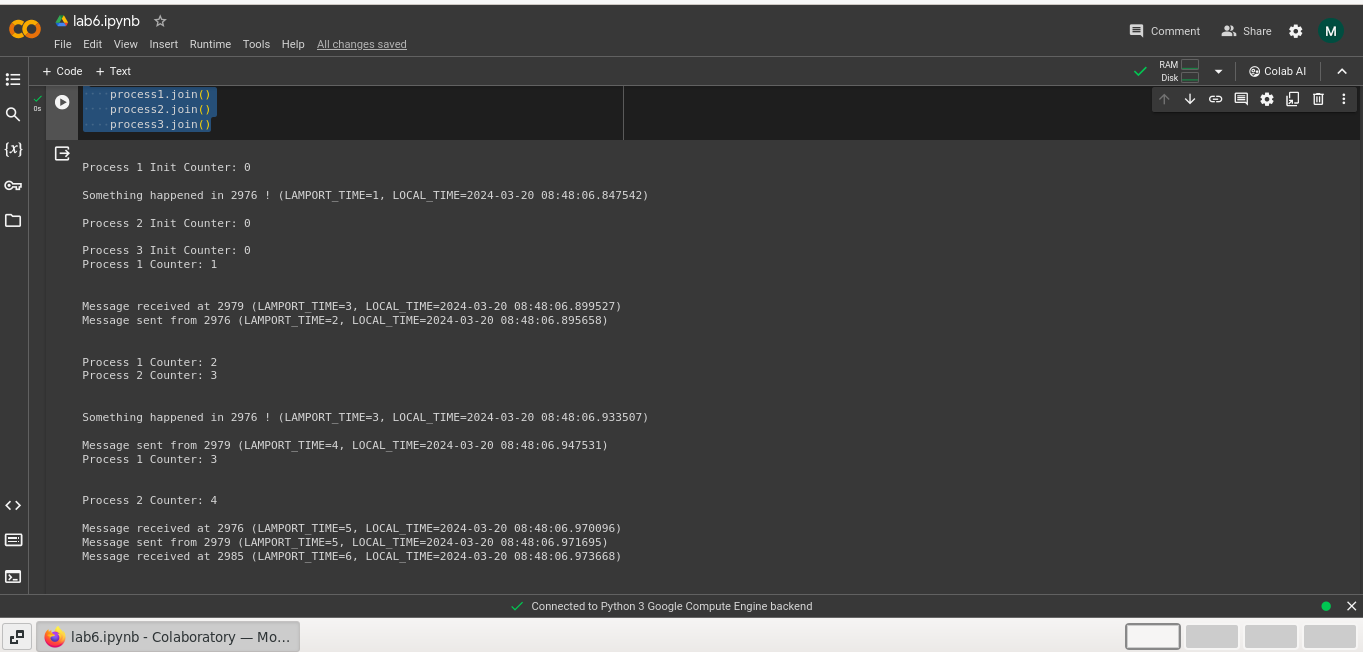 lab6.ipynb
File Edit View Insert Runtime Tools Help All changes saved
Comment Share M
+ Code + Text
RAM
Disk
Colab AI
0s
process1.join()
process2.join()
process3.join()
{x}
Process 1 Init Counter: 0
Something happened in 2976 ! (LAMPORT_TIME=1, LOCAL_TIME=2024-03-20 08:48:06.847542)
Process 2 Init Counter: 0
Process 3 Init Counter: 0
Process 1 Counter: 1
Message received at 2979 (LAMPORT_TIME=3, LOCAL_TIME=2024-03-20 08:48:06.899527)
Message sent from 2976 (LAMPORT_TIME=2, LOCAL_TIME=2024-03-20 08:48:06.895658)
Process 1 Counter: 2
Process 2 Counter: 3
Something happened in 2976 ! (LAMPORT_TIME=3, LOCAL_TIME=2024-03-20 08:48:06.933507)
Message sent from 2979 (LAMPORT_TIME=4, LOCAL_TIME=2024-03-20 08:48:06.947531)
Process 1 Counter: 3
Process 2 Counter: 4
Message received at 2976 (LAMPORT_TIME=5, LOCAL_TIME=2024-03-20 08:48:06.970096)
Message sent from 2979 (LAMPORT_TIME=5, LOCAL_TIME=2024-03-20 08:48:06.971695)
Message received at 2985 (LAMPORT_TIME=6, LOCAL_TIME=2024-03-20 08:48:06.973668)
Connected to Python 3 Google Compute Engine backend
lab6.ipynb - Colaboratory — Mo...